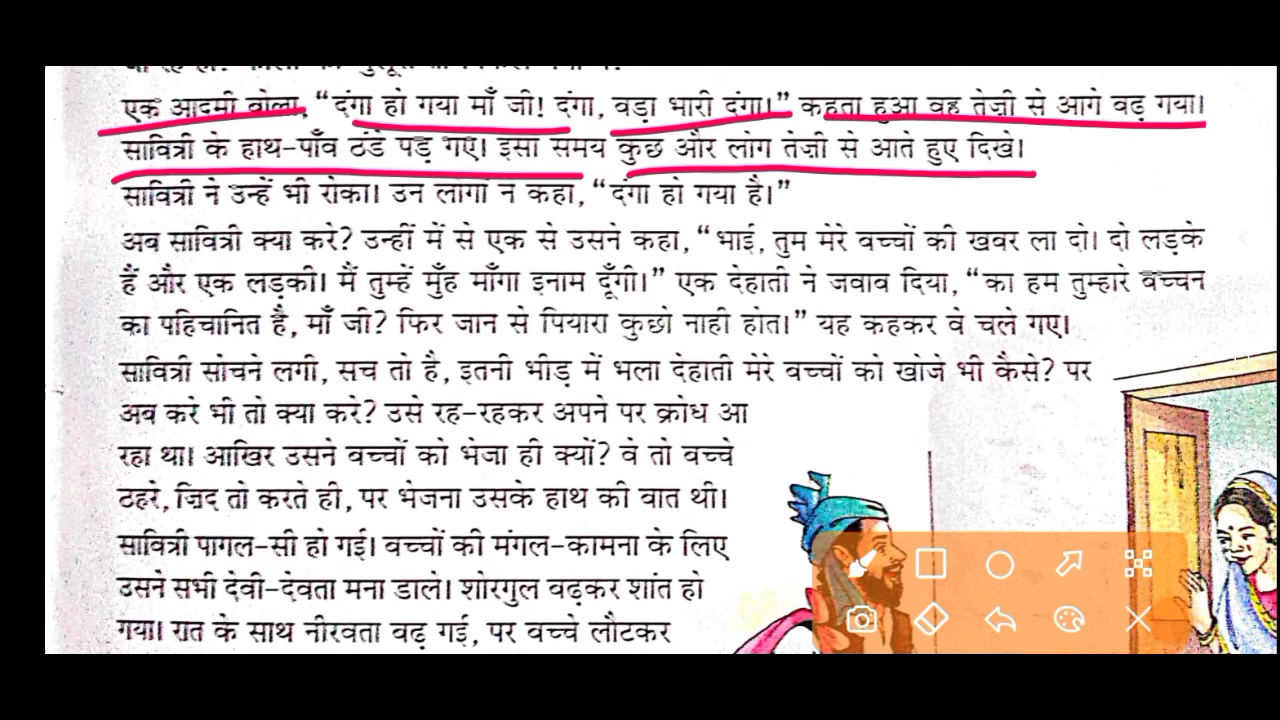 एक आदमी बोला, “दंगा हो गया माँ जी! दंगा, बड़ा भारी दंगा।” कहता हुआ वह तेज़ी से आगे बढ़ गया।
सावित्री के हाथ-पाँव ठंडे पड़ गए। इसी समय कुछ और लोग तेज़ी से आते हुए दिखे।
सावित्री ने उन्हें भी रोका। उन लोगों ने कहा, “दंगा हो गया है।”
अब सावित्री क्या करे? उन्हीं में से एक से उसने कहा, “भाई, तुम मेरे बच्चों की खबर ला दो। दो लड़के
हैं और एक लड़की। मैं तुम्हें मुँह माँगा इनाम दूँगी।” एक देहाती ने जवाब दिया, “का हम तुम्हारे बच्चन
का पहिचानित है, माँ जी? फिर जान से पियारा कुछो नाही होत।” यह कहकर वे चले गए।
सावित्री सोचने लगी, सच तो है, इतनी भीड़ में भला देहाती मेरे बच्चों को खोजे भी कैसे? पर
अब करे भी तो क्या करे? उसे रह-रहकर अपने पर क्रोध आ
रहा था। आखिर उसने बच्चों को भेजा ही क्यों? वे तो बच्चे
ठहरे, ज़िद तो करते ही, पर भेजना उसके हाथ की बात थी।
सावित्री पागल-सी हो गई। बच्चों की मंगल-कामना के लिए
उसने सभी देवी-देवता मना डाले। शोरगुल बढ़कर शांत हो
गया। रात के साथ नीरवता बढ़ गई, पर बच्चे लौटकर